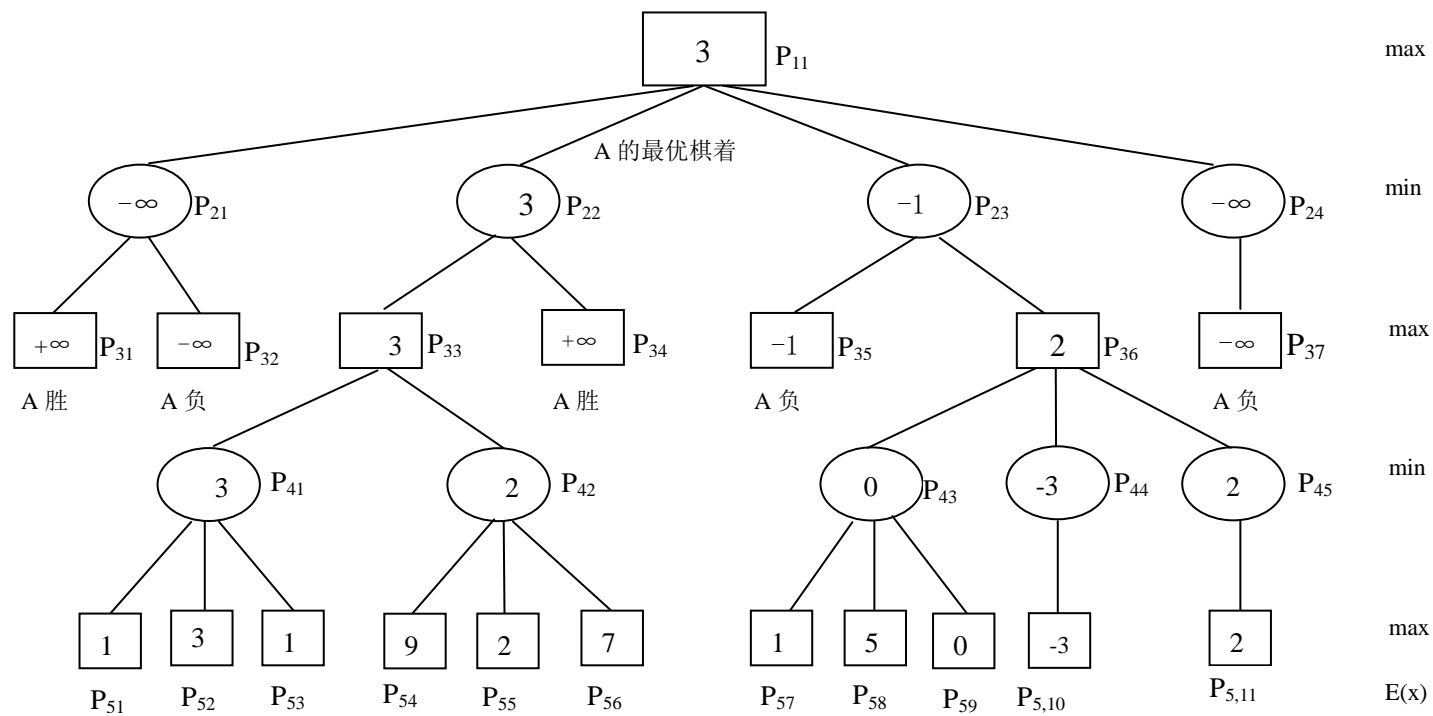 3 P11 max
A 的最优棋着
−∞ P21 3 P22 −1 P23 −∞ P24 min
+∞ P31 −∞ P32 3 P33 +∞ P34 −1 P35 2 P36 −∞ P37 max
A 胜 A 负 A 胜 A 负 A 负
3 P41 2 P42 0 P43 -3 P44 2 P45 min
1 3 1 9 2 7 1 5 0 -3 2 max
P51 P52 P53 P54 P55 P56 P57 P58 P59 P5,10 P5,11 E(x)